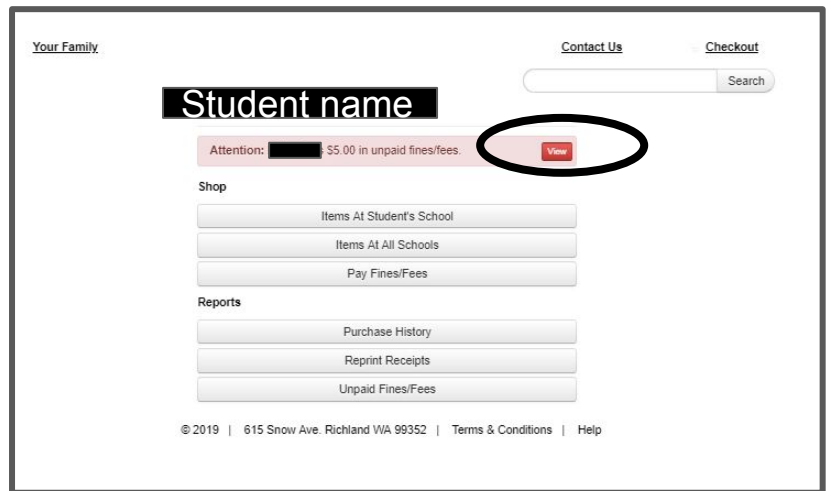 Your Family Contact Us Checkout
Search
Student name
Attention: $5.00 in unpaid fines/fees. View
Shop
Items At Student's School
Items At All Schools
Pay Fines/Fees
Reports
Purchase History
Reprint Receipts
Unpaid Fines/Fees
© 2019 | 615 Snow Ave. Richland WA 99352 | Terms & Conditions | Help